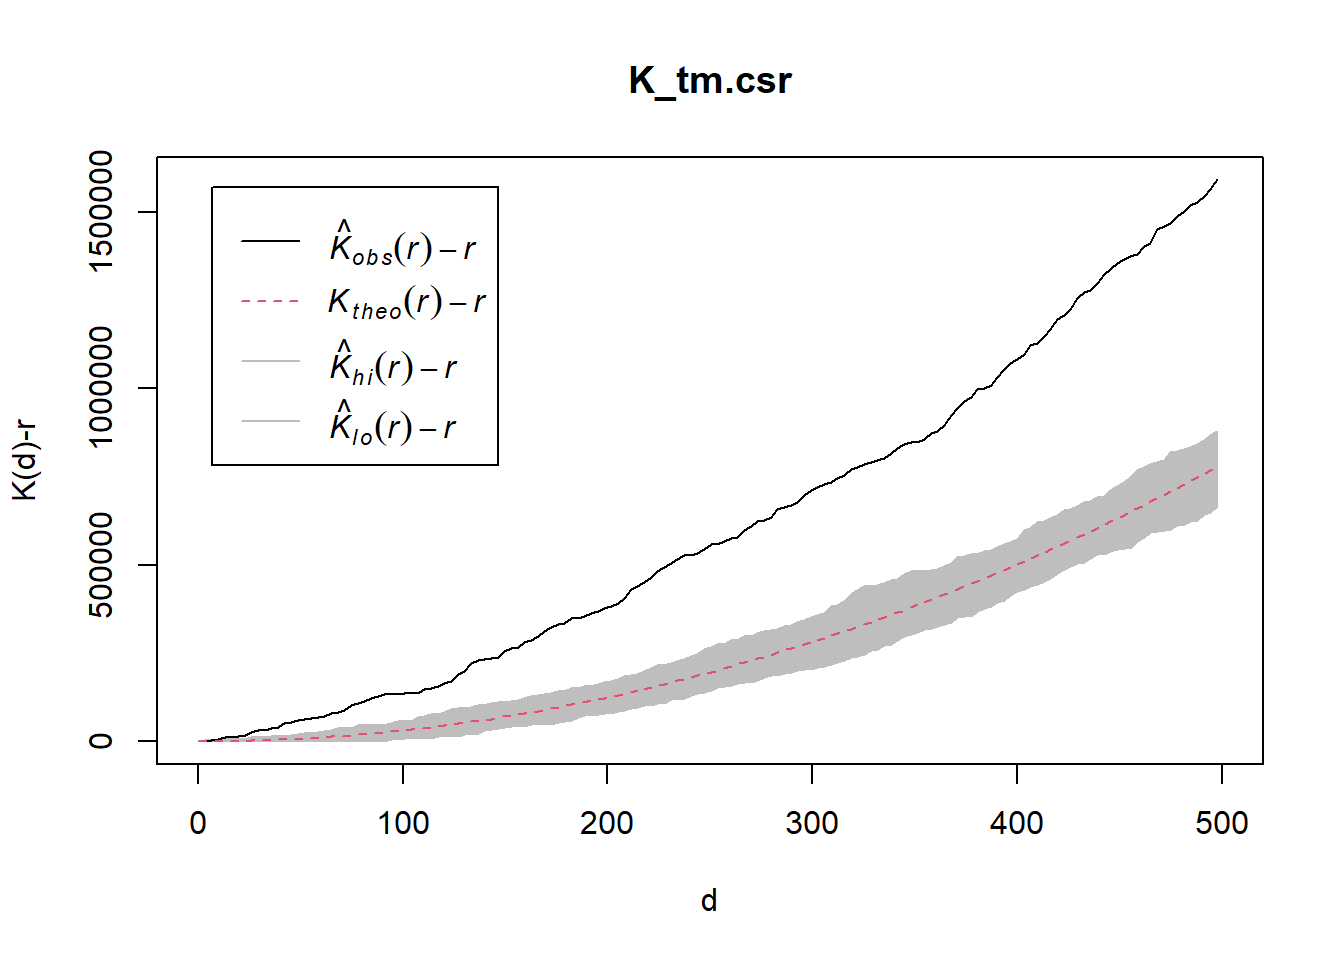 K_tm.csr
K̂obs(r) – r
Ktheo(r) – r
K̂hi(r) – r
K̂lo(r) – r
K(d)-r
1500000
1000000
500000
0
0 100 200 300 400 500
d